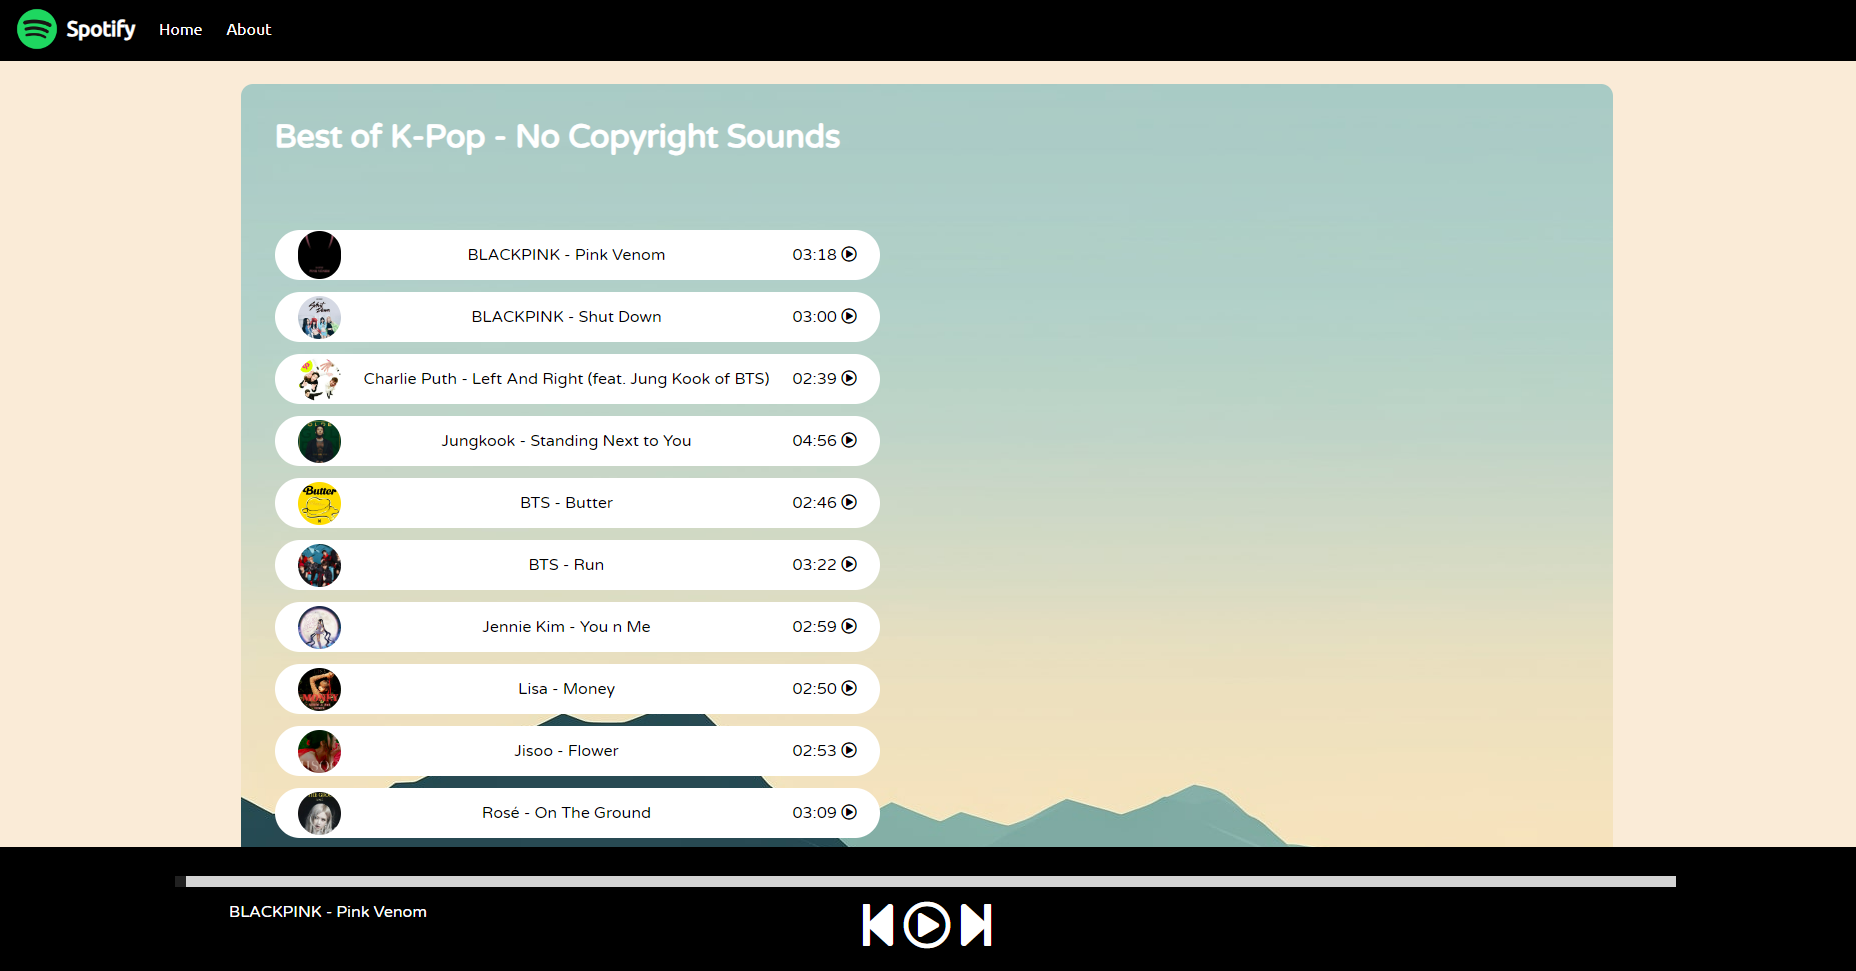 Spotify Home About
Best of K-Pop - No Copyright Sounds
BLACKPINK - Pink Venom 03:18
BLACKPINK - Shut Down 03:00
Charlie Puth - Left And Right (feat. Jung Kook of BTS) 02:39
Jungkook - Standing Next to You 04:56
Butter
BTS - Butter 02:46
BTS - Run 03:22
Jennie Kim - You n Me 02:59
Lisa - Money 02:50
Jisoo - Flower 02:53
Rosé - On The Ground 03:09
BLACKPINK - Pink Venom